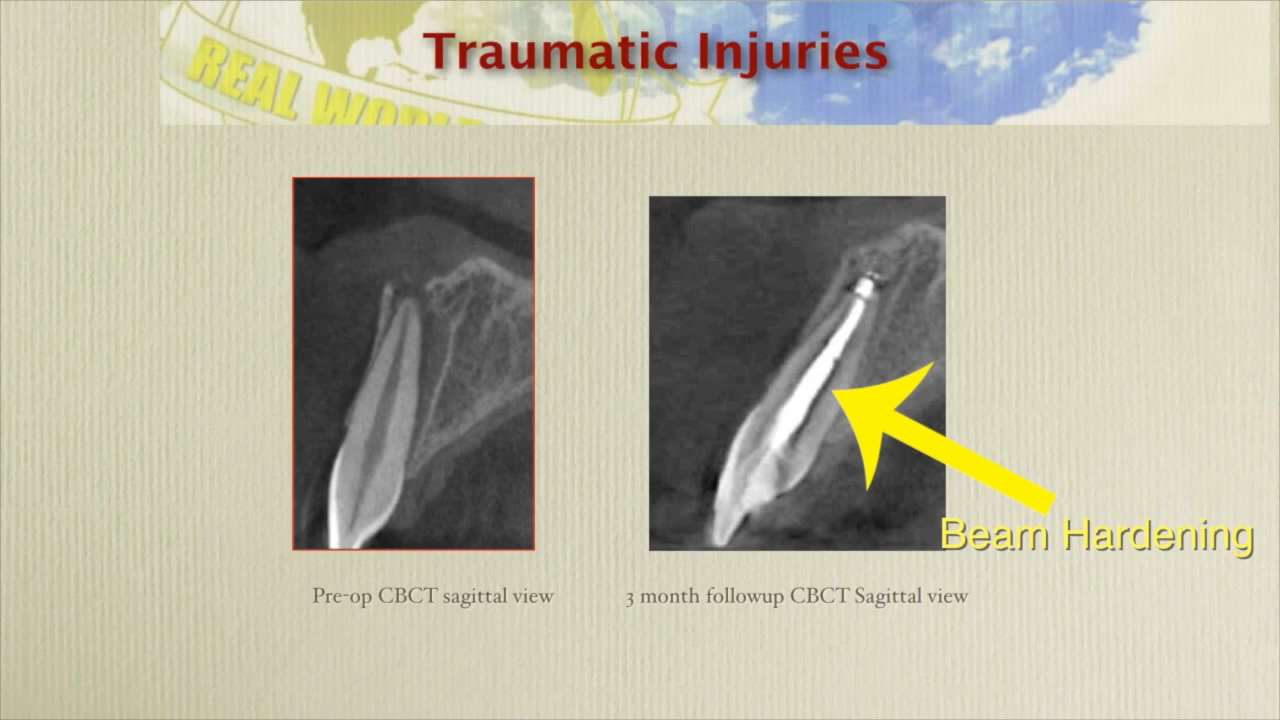 Traumatic Injuries
REAL WORLD
Beam Hardening
Pre-op CBCT sagittal view
3 month followup CBCT Sagittal view